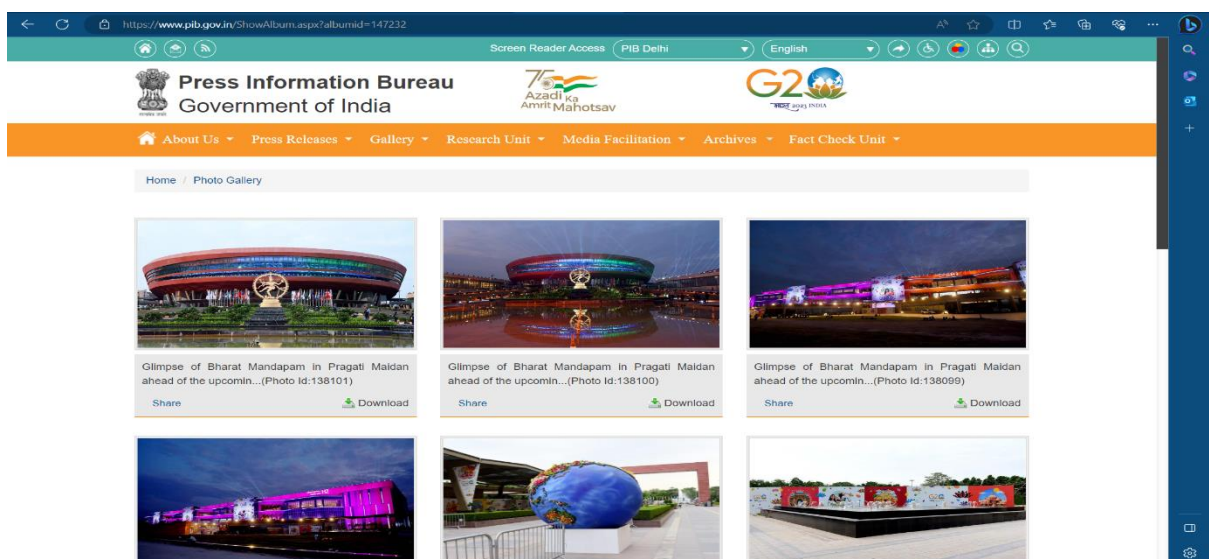 https://www.pib.gov.in/ShowAlbum.aspx?albumid=147232
Screen Reader Access
PIB Delhi
English
Press Information Bureau
Government of India
75
Azadi Ka
Amrit Mahotsav
G20
भारत 2023 INDIA
About Us
Press Releases
Gallery
Research Unit
Media Facilitation
Archives
Fact Check Unit
Home / Photo Gallery
Glimpse of Bharat Mandapam in Pragati Maidan
ahead of the upcomin...(Photo Id:138101)
Share
Download
Glimpse of Bharat Mandapam in Pragati Maidan
ahead of the upcomin...(Photo Id:138100)
Share
Download
Glimpse of Bharat Mandapam in Pragati Maidan
ahead of the upcomin...(Photo Id:138099)
Share
Download